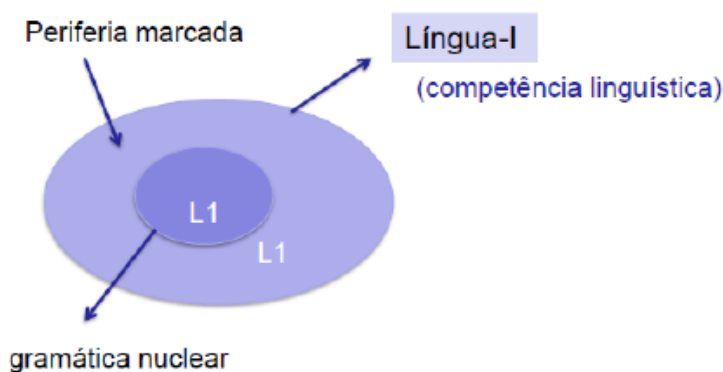 Periferia marcada
Língua-I
(competência linguística)
L1
L1
gramática nuclear